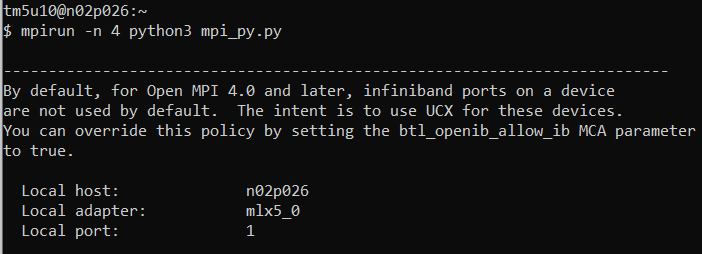 tm5u10@n02p026:~
$ mpirun -n 4 python3 mpi_py.py
--------------------------------------------------------------------------
By default, for Open MPI 4.0 and later, infiniband ports on a device
are not used by default.  The intent is to use UCX for these devices.
You can override this policy by setting the btl_openib_allow_ib MCA parameter
to true.
  Local host:              n02p026
  Local adapter:           mlx5_0
  Local port:              1